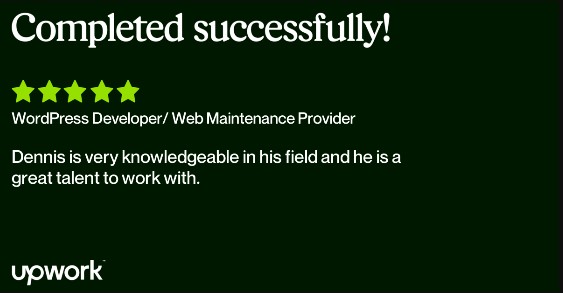 Completed successfully!
WordPress Developer/ Web Maintenance Provider
Dennis is very knowledgeable in his field and he is a
great talent to work with.
upwork